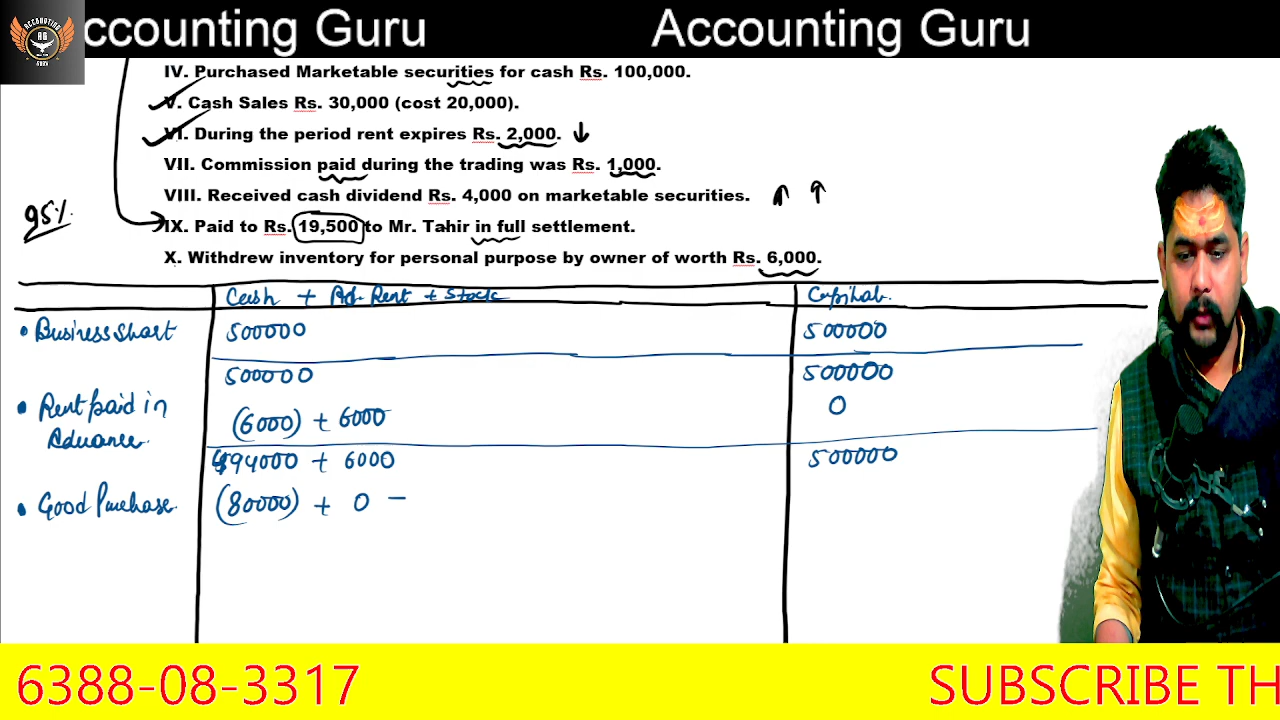 ccounting Guru Accounting Guru
ACCOUNTING
AG
GURU
IV. Purchased Marketable securities for cash Rs. 100,000.
V. Cash Sales Rs. 30,000 (cost 20,000).
VI. During the period rent expires Rs. 2,000. ↓
VII. Commission paid during the trading was Rs. 1,000.
VIII. Received cash dividend Rs. 4,000 on marketable securities. ↑ ↑
95%
IX. Paid to Rs. 19,500 to Mr. Tahir in full settlement.
X. Withdrew inventory for personal purpose by owner of worth Rs. 6,000.
Cash + Ad. Rent + Stock Capital.
• Business Start 500000 500000
500000 500000
• Rent paid in Advance. (6000) + 6000 0
494000 + 6000 500000
• Good Purchase. (80000) + 0 –
6388-08-3317 SUBSCRIBE TH